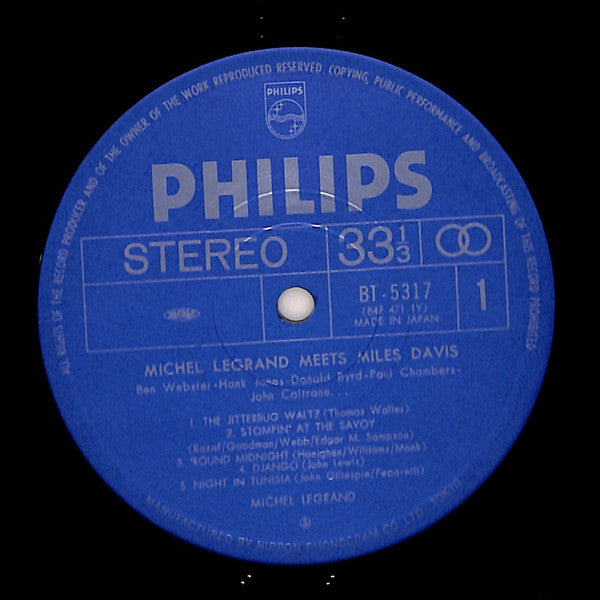 ALL RIGHTS OF THE RECORD PRODUCER AND OF THE OWNER OF THE WORK REPRODUCED RESERVED COPYING, PUBLIC PERFORMANCE AND BROADCASTING OF THIS RECORD PROHIBITED
PHILIPS
PHILIPS
STEREO
33 1/3
BT-5317
(842 421 1Y)
MADE IN JAPAN
1
MICHEL LEGRAND MEETS MILES DAVIS
Ben Webster-Hank Jones-Donald Byrd-Paul Chambers-
John Coltrane...
1 THE JITTERBUG WALTZ (Thomas Waller)
2. STOMPIN' AT THE SAVOY
(Razaf/Goodman/Webb/Edgar M. Sampson)
3 'ROUND MIDNIGHT (Hanighen/Williams/Monk)
4. DJANGO (John Lewis)
5 NIGHT IN TUNISIA (John Gillespie/Paparelli)
MICHEL LEGRAND
MANUFACTURED BY NIPPON PHONOGRAM CO. LTD. TOKYO